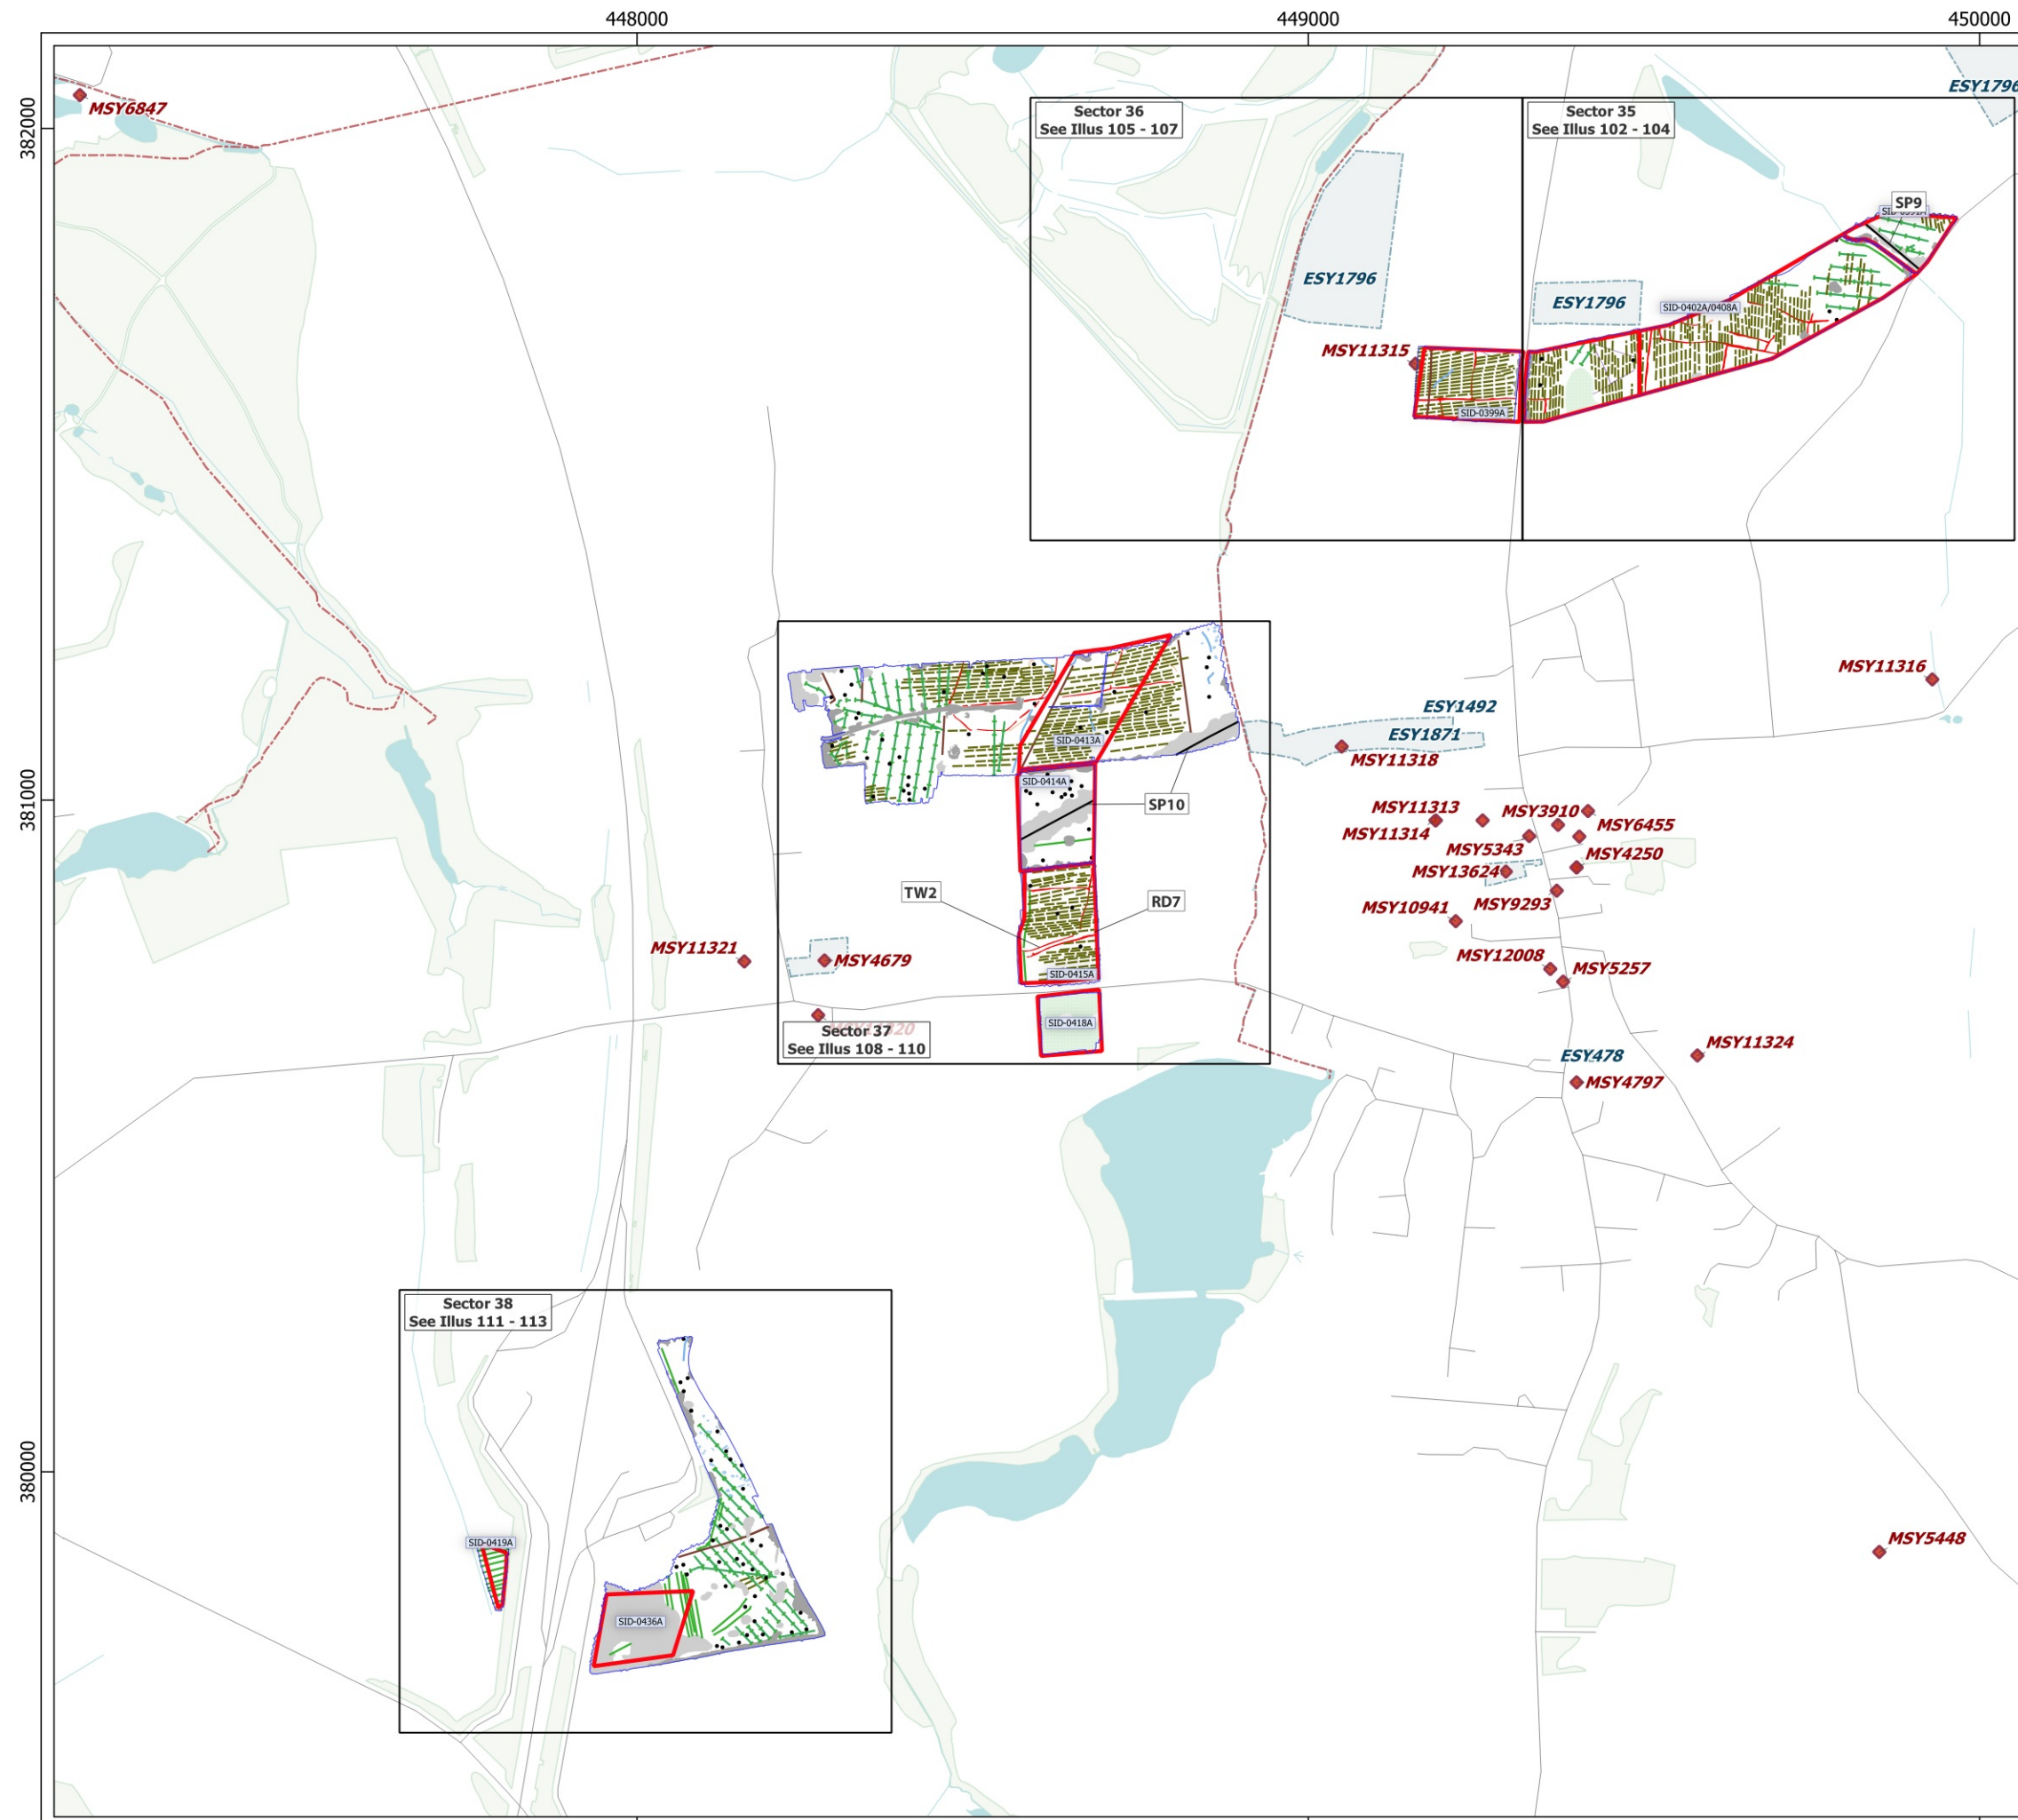 448000
449000
450000
382000
381000
380000
MSY6847
ESY1796
Sector 36
See Illus 105 - 107
Sector 35
See Illus 102 - 104
SP9
ESY1796
ESY1796
SID-0402A/0408A
MSY11315
SID-0399A
MSY11316
ESY1492
ESY1871
MSY11318
SID-0413A
SID-0414A
SP10
MSY11313
MSY3910
MSY6455
MSY11314
MSY5343
MSY4250
MSY13624
TW2
RD7
MSY10941
MSY9293
MSY11321
MSY4679
MSY12008
MSY5257
SID-0415A
SID-0418A
Sector 37
See Illus 108 - 110
MSY11324
ESY478
MSY4797
Sector 38
See Illus 111 - 113
SID-0419A
MSY5448
SID-0436A